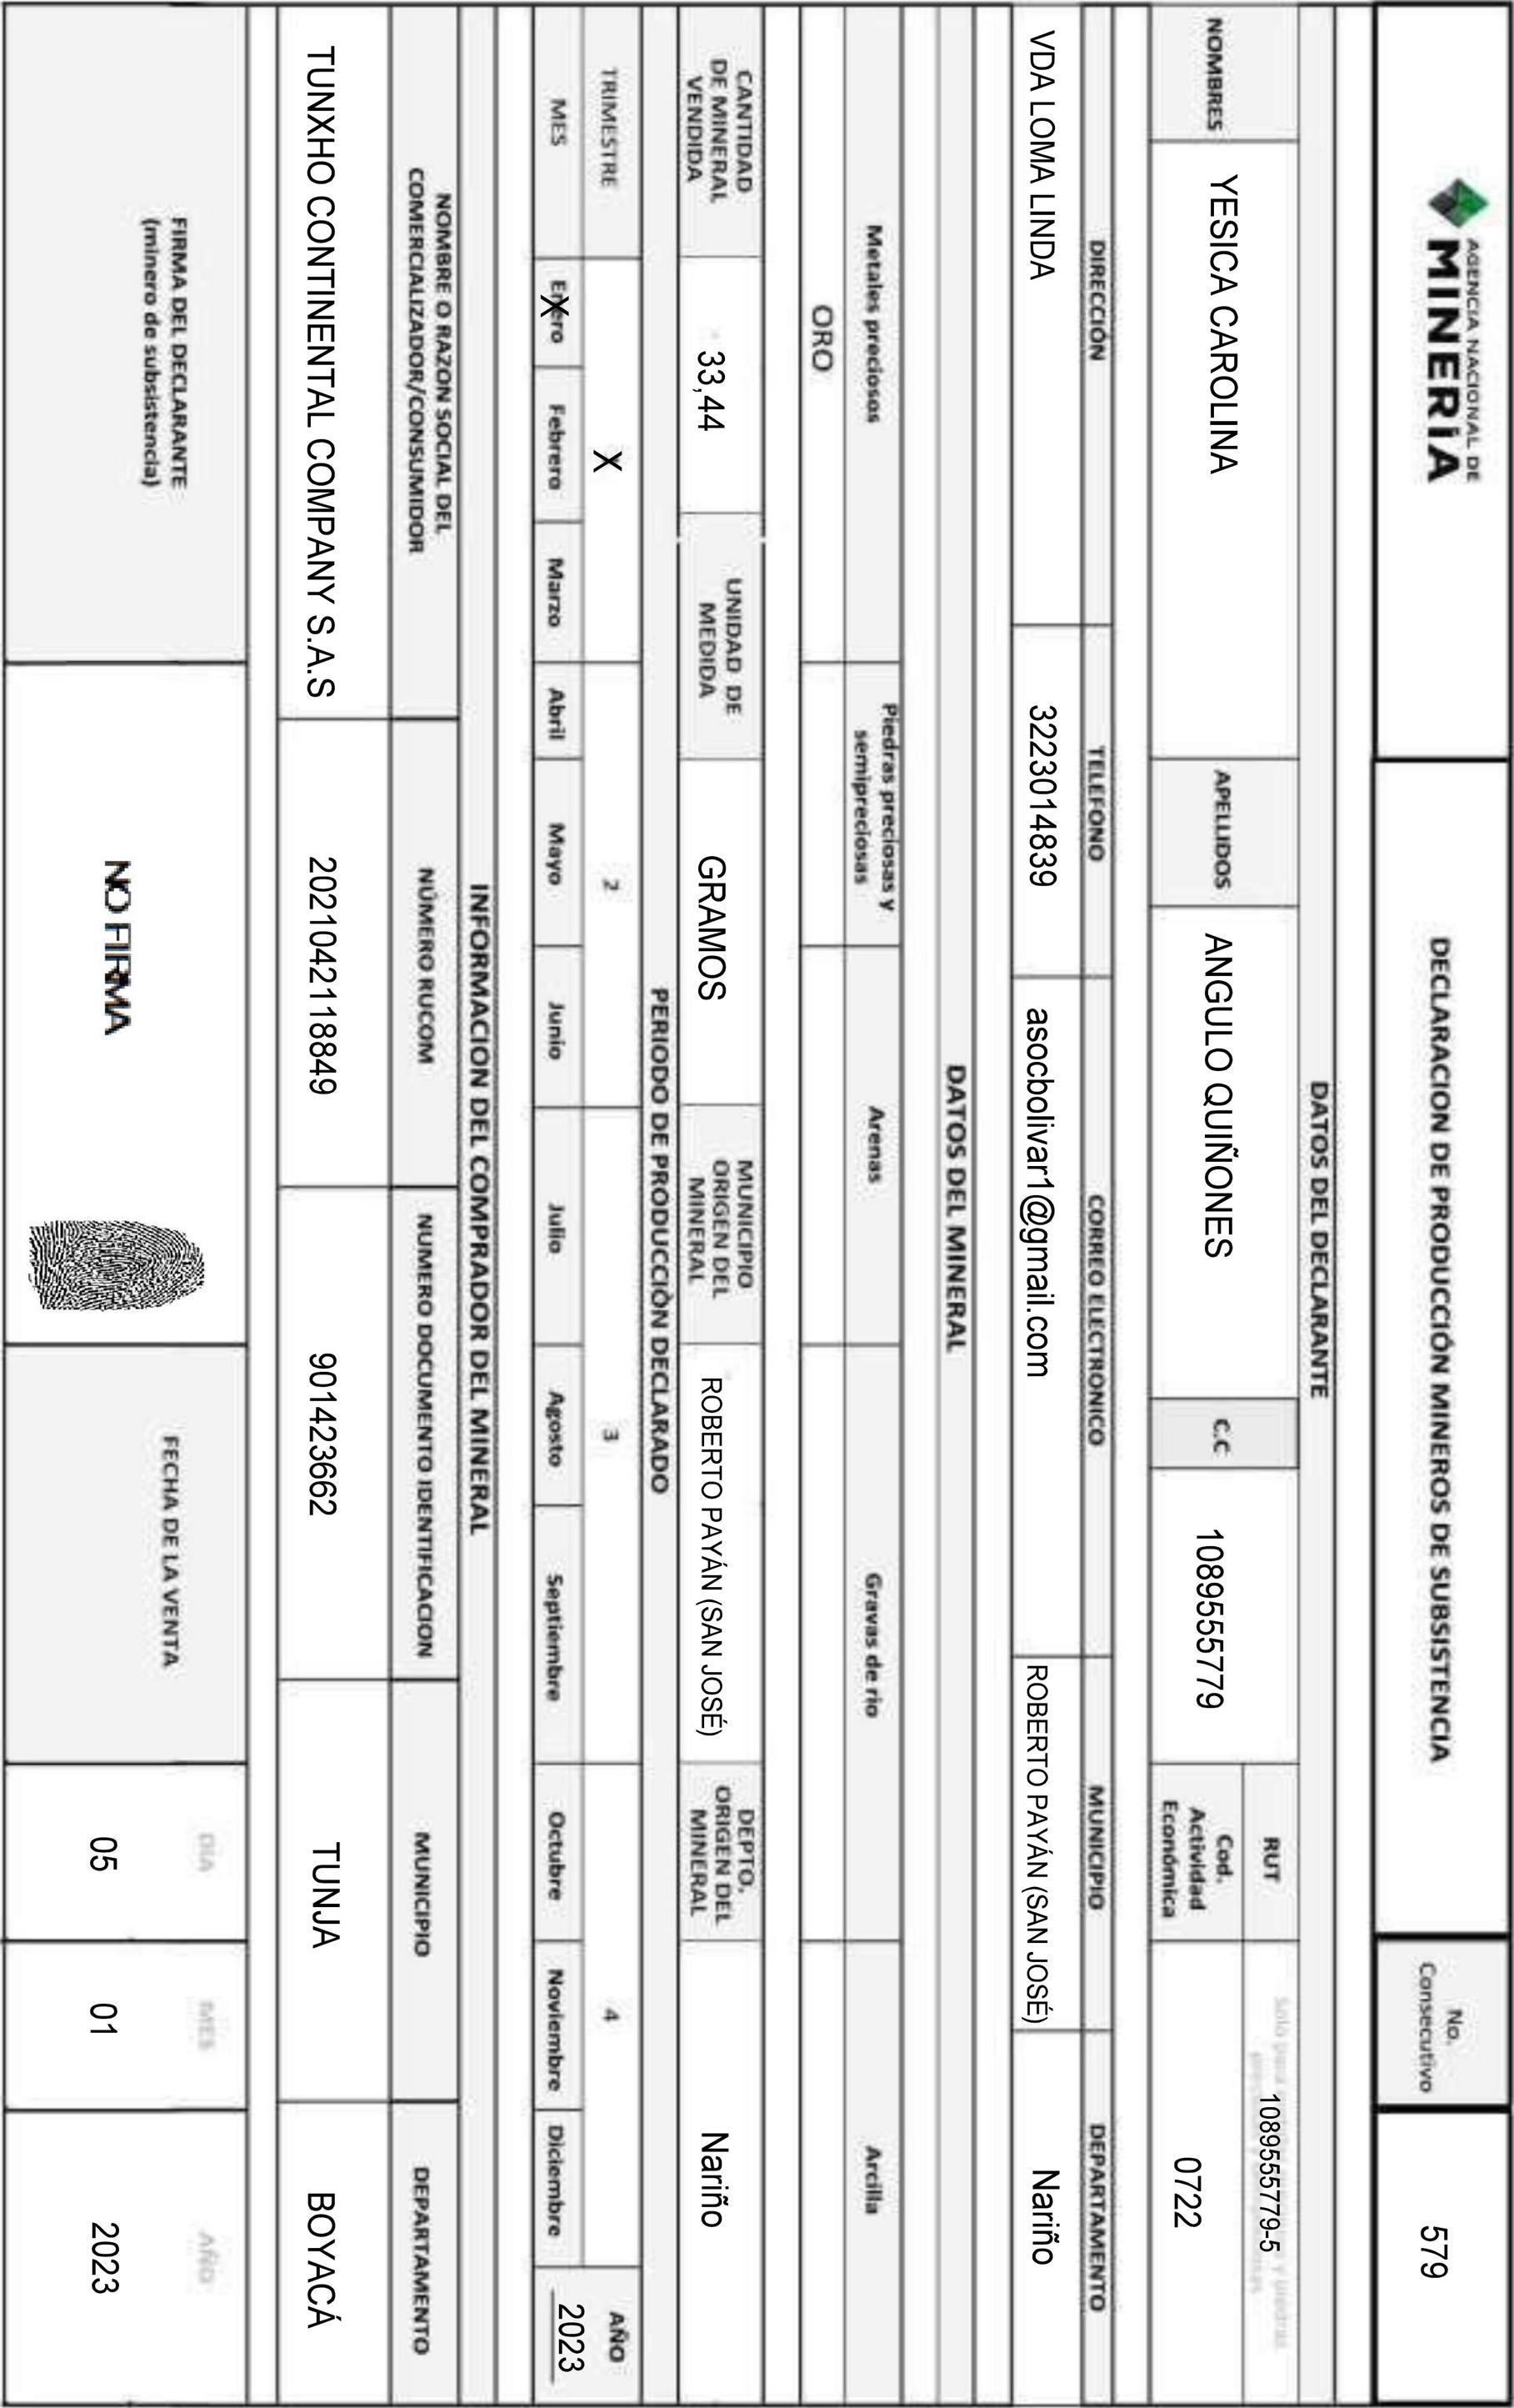 AGENCIA NACIONAL DE
MINERÍA
DECLARACION DE PRODUCCIÓN MINEROS DE SUBSISTENCIA
No.
Consecutivo
579
DATOS DEL DECLARANTE
NOMBRES
YESICA CAROLINA
APELLIDOS
ANGULO QUIÑONES
C.C
1089555779
RUT
1089555779-5
Cod.
Actividad
Económica
0722
DIRECCIÓN
TELEFONO
CORREO ELECTRONICO
MUNICIPIO
DEPARTAMENTO
VDA LOMA LINDA
3223014839
asocbolivar1@gmail.com
ROBERTO PAYÁN (SAN JOSÉ)
Nariño
DATOS DEL MINERAL
Metales preciosos
Piedras preciosas y
semipreciosas
Arenas
Gravas de rio
Arcilla
ORO
CANTIDAD
DE MINERAL
VENDIDA
33,44
UNIDAD DE
MEDIDA
GRAMOS
MUNICIPIO
ORIGEN DEL
MINERAL
ROBERTO PAYÁN (SAN JOSÉ)
DEPTO.
ORIGEN DEL
MINERAL
Nariño
PERIODO DE PRODUCCIÓN DECLARADO
TRIMESTRE
X
2
3
4
AÑO
MES
Enero
X
Febrero
Marzo
Abril
Mayo
Junio
Julio
Agosto
Septiembre
Octubre
Noviembre
Diciembre
2023
INFORMACIÓN DEL COMPRADOR DEL MINERAL
NOMBRE O RAZON SOCIAL DEL
COMERCIALIZADOR/CONSUMIDOR
NÚMERO RUCOM
NUMERO DOCUMENTO IDENTIFICACION
MUNICIPIO
DEPARTAMENTO
TUNXHO CONTINENTAL COMPANY S.A.S
2021042118849
901423662
TUNJA
BOYACÁ
FIRMA DEL DECLARANTE
(minero de subsistencia)
NO FIRMA
FECHA DE LA VENTA
DÍA
MES
AÑO
05
01
2023